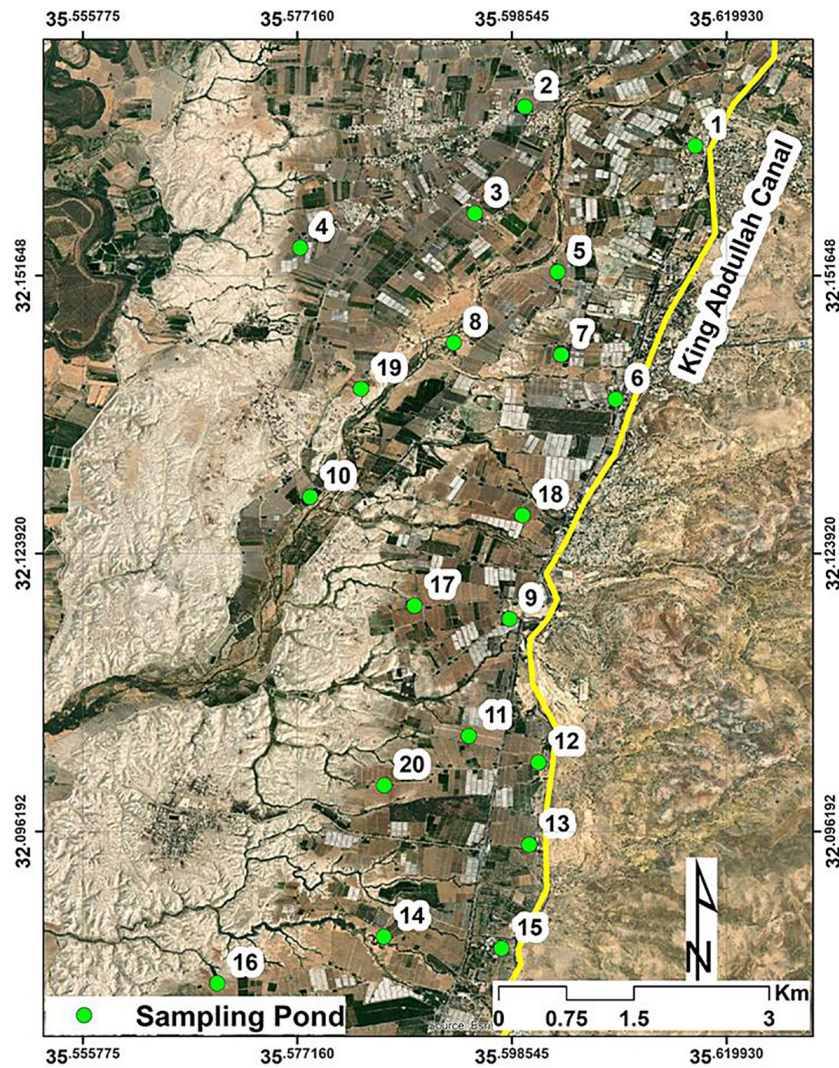 35.555775 35.577160 35.598545 35.619930
2
1
3
4
5
King Abdullah Canal
32.151648 32.151648
8
7
19
6
10
18
32.123920 32.123920
17
9
11
12
20
32.096192 32.096192
13
14
15
16
N
Km
0 0.75 1.5 3
Sampling Pond
Source: Esri
35.555775 35.577160 35.598545 35.619930